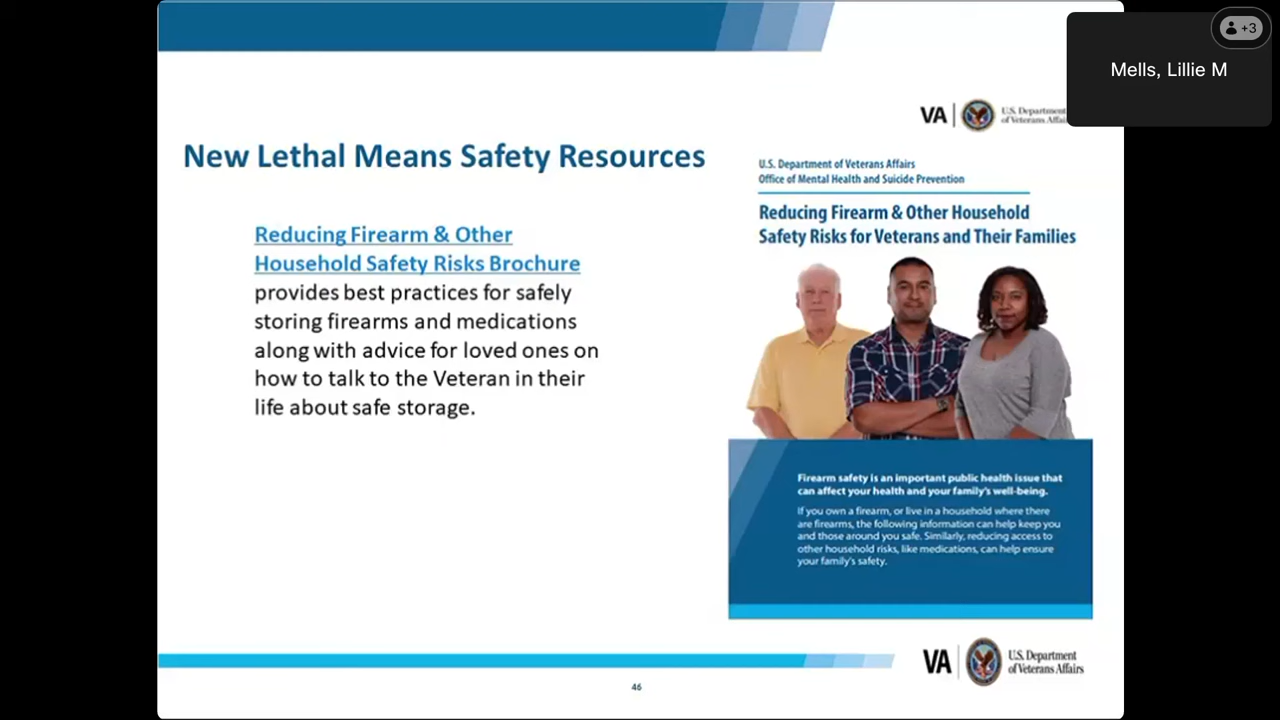 +3
Mells, Lillie M
VA
U.S. Department
of Veterans Affairs
New Lethal Means Safety Resources
U.S. Department of Veterans Affairs
Office of Mental Health and Suicide Prevention
Reducing Firearm & Other Household
Safety Risks for Veterans and Their Families
Reducing Firearm & Other
Household Safety Risks Brochure
provides best practices for safely
storing firearms and medications
along with advice for loved ones on
how to talk to the Veteran in their
life about safe storage.
Firearm safety is an important public health issue that
can affect your health and your family's well-being.
If you own a firearm, or live in a household where there
are firearms, the following information can help keep you
and those around you safe. Similarly, reducing access to
other household risks, like medications, can help ensure
your family's safety.
VA
U.S. Department
of Veterans Affairs
46